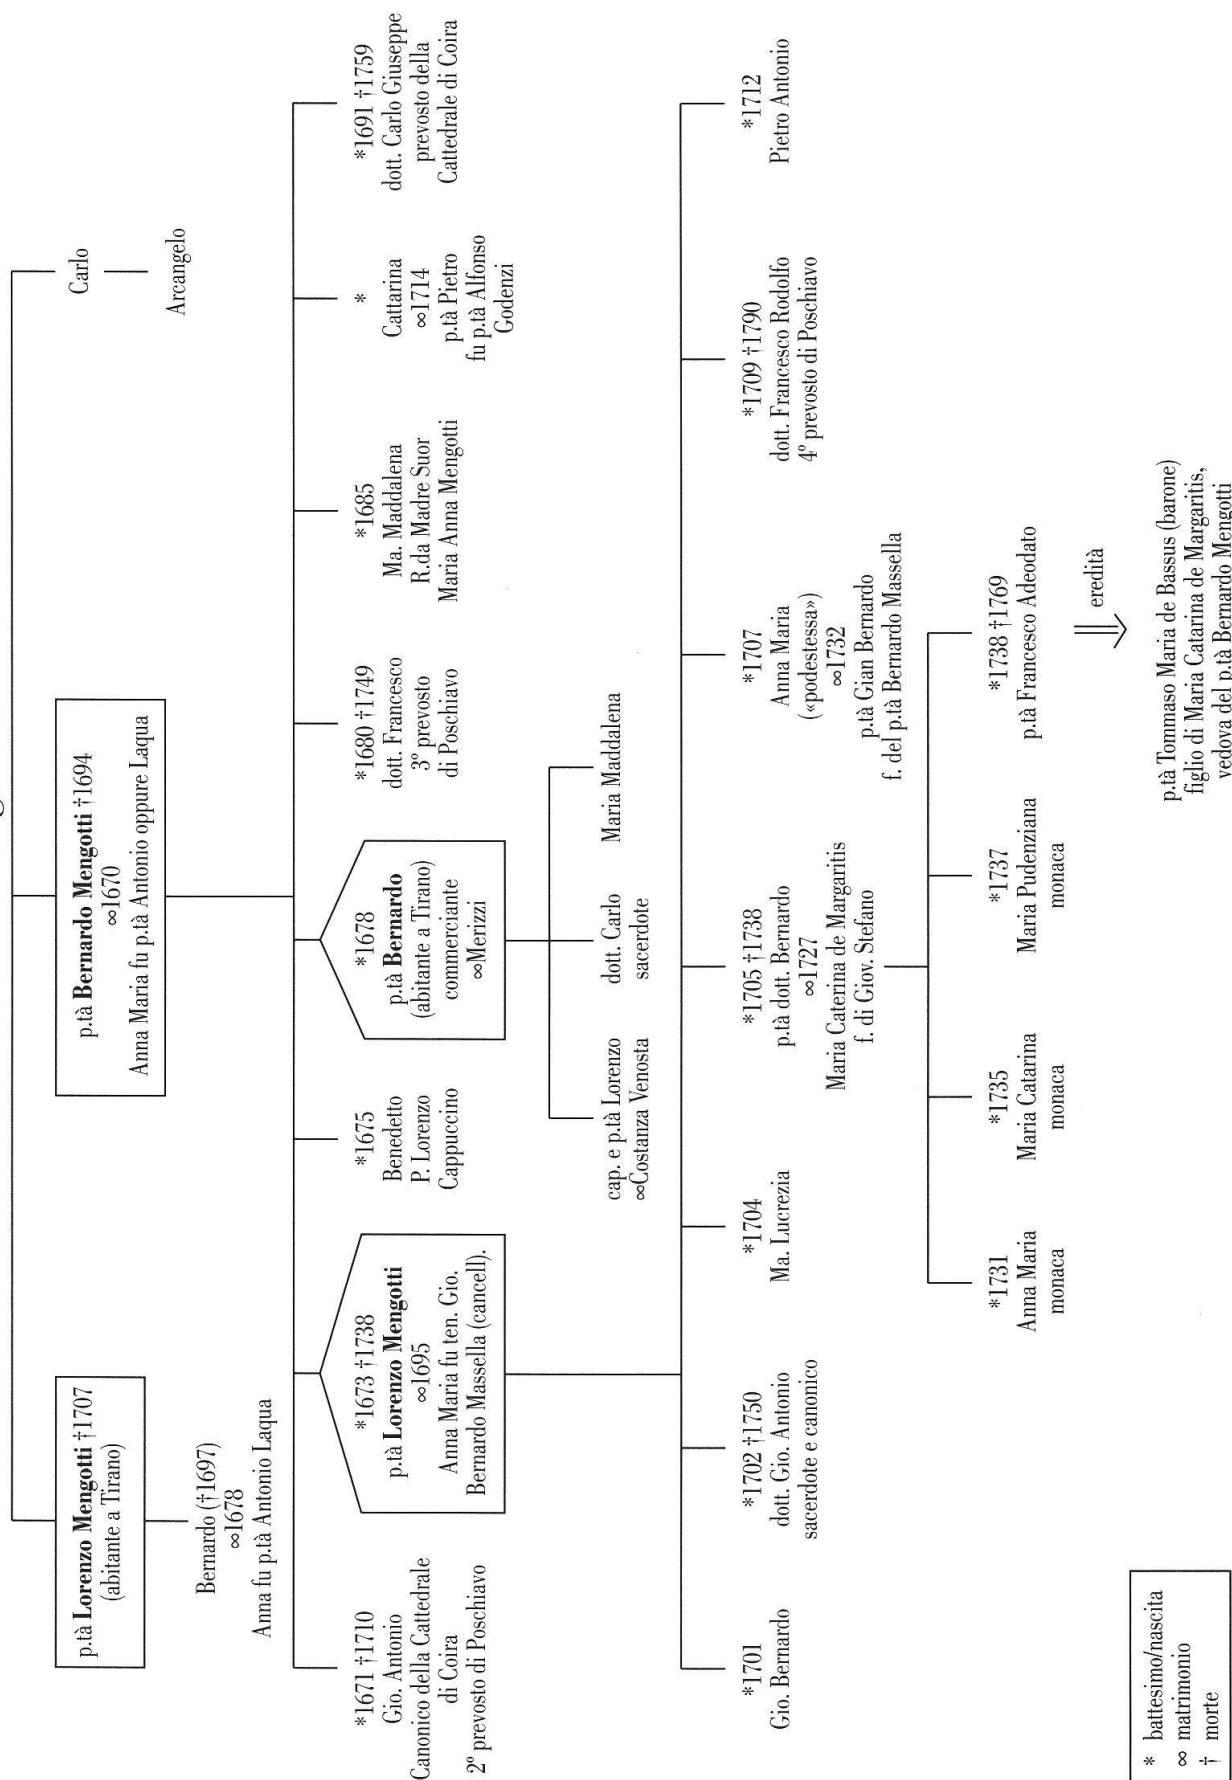 p.tà Lorenzo Mengotti †1707
(abitante a Tirano)
Bernardo (†1697)
∞1678
Anna fu p.tà Antonio Laqua
p.tà Bernardo Mengotti †1694
∞1670
Anna Maria fu p.tà Antonio oppure Laqua
Carlo
Arcangelo
*1671 †1710
Gio. Antonio
Canonico della Cattedrale
di Coira
2º prevosto di Poschiavo
*1673 †1738
p.tà Lorenzo Mengotti
∞1695
Anna Maria fu ten. Gio.
Bernardo Massella (cancell).
*1675
Benedetto
P. Lorenzo
Cappuccino
*1678
p.tà Bernardo
(abitante a Tirano)
commerciante
∞Merizzi
*1680 †1749
dott. Francesco
3º prevosto
di Poschiavo
*1685
Ma. Maddalena
R.da Madre Suor
Maria Anna Mengotti
*
Cattarina
∞1714
p.tà Pietro
fu p.tà Alfonso
Godenzi
*1691 †1759
dott. Carlo Giuseppe
prevosto della
Cattedrale di Coira
cap. e p.tà Lorenzo
∞Costanza Venosta
dott. Carlo
sacerdote
Maria Maddalena
*1701
Gio. Bernardo
*1702 †1750
dott. Gio. Antonio
sacerdote e canonico
*1704
Ma. Lucrezia
*1705 †1738
p.tà dott. Bernardo
∞1727
Maria Caterina de Margaritis
f. di Giov. Stefano
*1707
Anna Maria
(«podestessa»)
∞1732
p.tà Gian Bernardo
f. del p.tà Bernardo Massella
*1709 †1790
dott. Francesco Rodolfo
4º prevosto di Poschiavo
*1712
Pietro Antonio
*1731
Anna Maria
monaca
*1735
Maria Catarina
monaca
*1737
Maria Pudenziana
monaca
*1738 †1769
p.tà Francesco Adeodato
eredità
p.tà Tommaso Maria de Bassus (barone)
figlio di Maria Catarina de Margaritis,
vedova del p.tà Bernardo Mengotti
* battesimo/nascita
∞ matrimonio
† morte